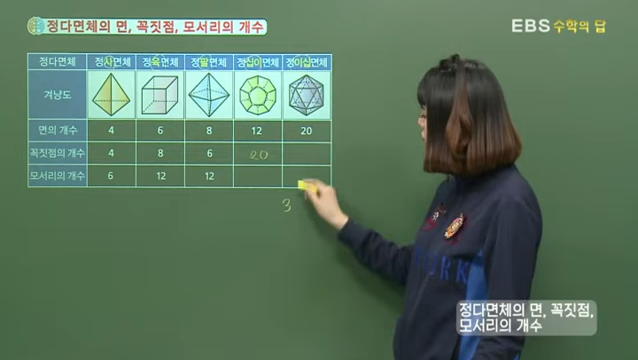 정다면체의 면, 꼭짓점, 모서리의 개수
EBS 수학의 답
정다면체 정사면체 정육면체 정팔면체 정십이면체 정이십면체
겨냥도
면의 개수 4 6 8 12 20
꼭짓점의 개수 4 8 6 20
모서리의 개수 6 12 12
3
정다면체의 면, 꼭짓점,
모서리의 개수